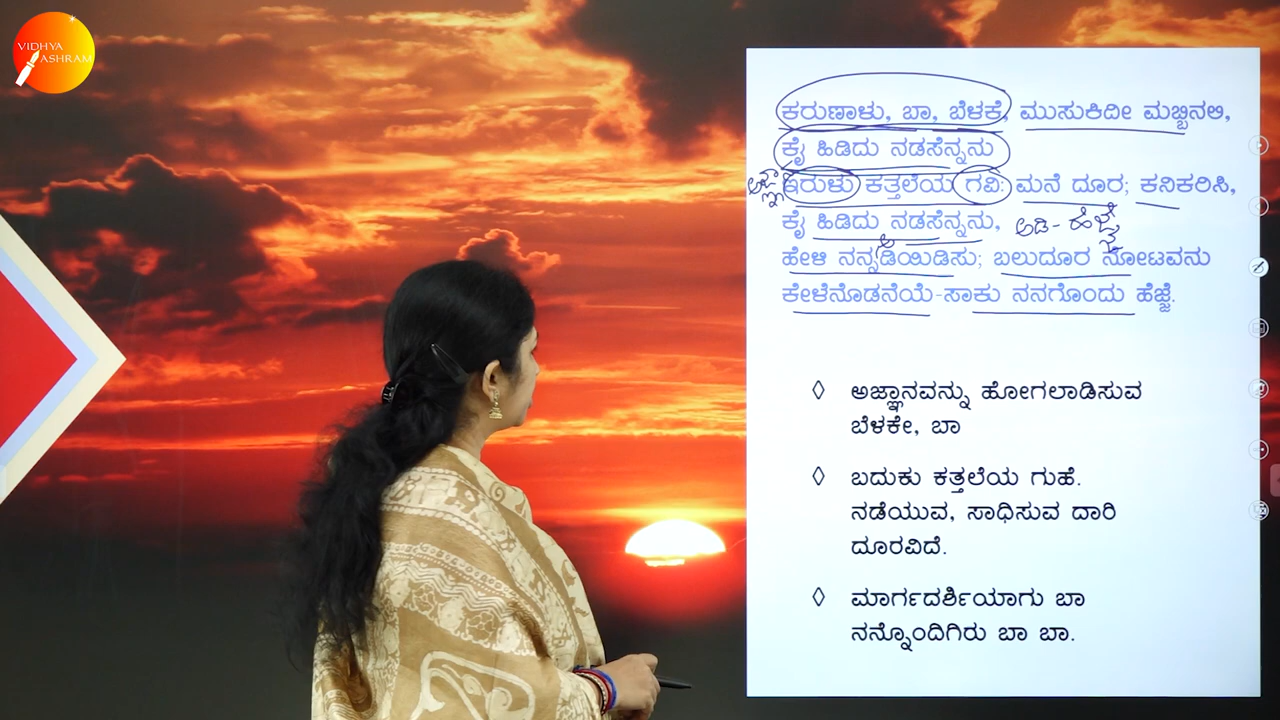 VIDHYA
ASHRAM
ಕರುಣಾಳು, ಬಾ, ಬೆಳಕೆ, ಮುಸುಕಿದೀ ಮಬ್ಬಿನಲಿ,
ಕೈ ಹಿಡಿದು ನಡಸೆನ್ನನು
ಇರುಳು ಕತ್ತಲೆಯ ಗವಿ: ಮನೆ ದೂರ; ಕನಿಕರಿಸಿ,
ಕೈ ಹಿಡಿದು ನಡಸೆನ್ನನು, ಅಡಿ - ಹೆಜ್ಜೆ
ಹೇಳಿ ನನ್ನಡಿಯಿಡಿಸು; ಬಲುದೂರ ನೋಟವನು
ಕೇಳೆನೊಡನೆಯೆ-ಸಾಕು ನನಗೊಂದು ಹೆಜ್ಜೆ.
◊ ಅಜ್ಞಾನವನ್ನು ಹೋಗಲಾಡಿಸುವ
ಬೆಳಕೇ, ಬಾ
◊ ಬದುಕು ಕತ್ತಲೆಯ ಗುಹೆ.
ನಡೆಯುವ, ಸಾಧಿಸುವ ದಾರಿ
ದೂರವಿದೆ.
◊ ಮಾರ್ಗದರ್ಶಿಯಾಗು ಬಾ
ನನ್ನೊಂದಿಗಿರು ಬಾ ಬಾ.